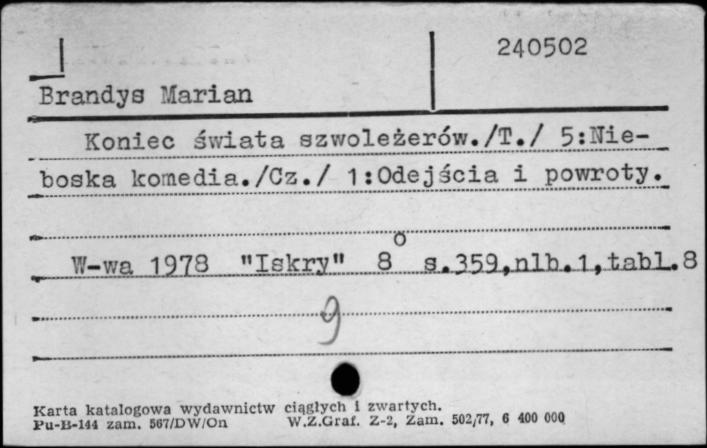 240502
Brandys Marian
Koniec świata szwoleżerów./T./ 5:Nie-
boska komedia./Cz./ 1:Odejścia i powroty.
W-wa 1978 "Iskry" 8° s.359,nlb.1,tabl.8
9
Karta katalogowa wydawnictw ciągłych i zwartych.
Pu-B-144 zam. 567/DW/On W.Z.Graf. Z-2, Zam. 502/77, 6 400 000